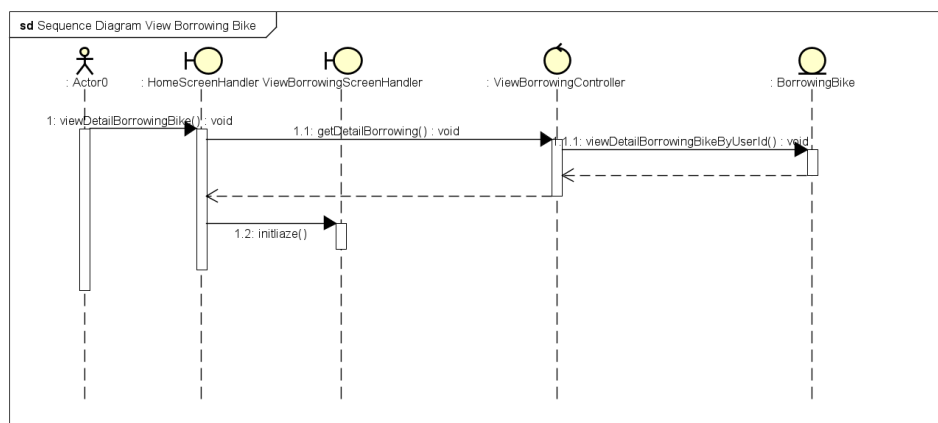 sd Sequence Diagram View Borrowing Bike
: Actor0
: HomeScreenHandler
ViewBorrowingScreenHandler
: ViewBorrowingController
: BorrowingBike
1: viewDetailBorrowingBike() : void
1.1: getDetailBorrowing() : void
1.1.1: viewDetailBorrowingBikeByUserId() : void
1.2: initliaze()